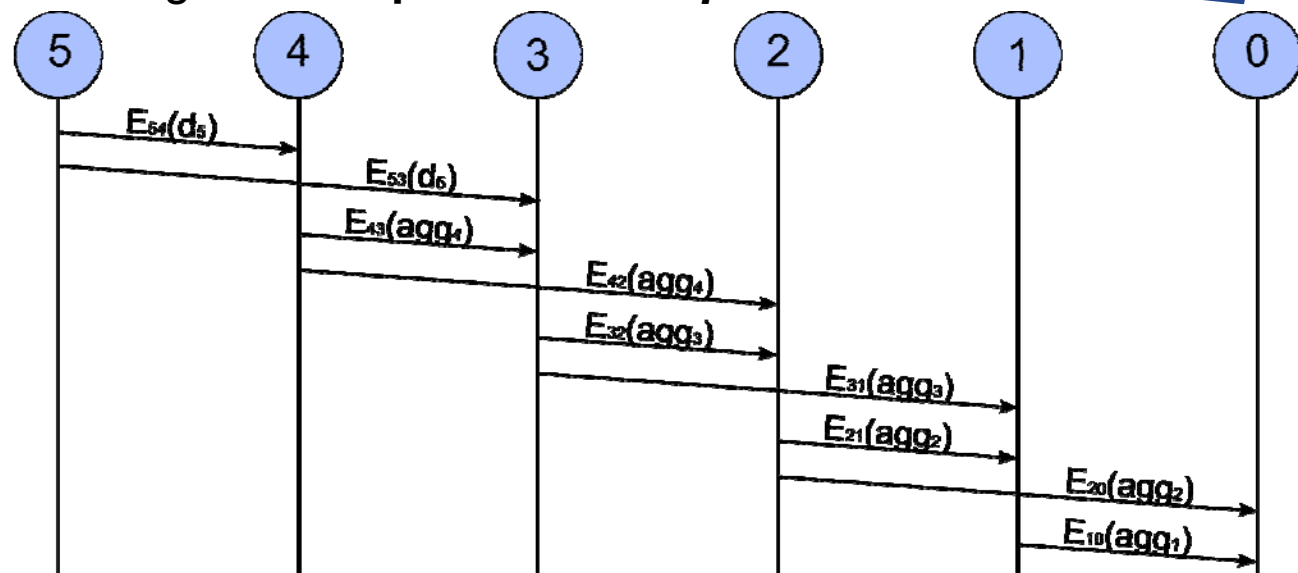 5 4 3 2 1 0
E₅₄(d₅)
E₅₃(d₅)
E₄₃(agg₄)
E₄₂(agg₄)
E₃₂(agg₃)
E₃₁(agg₃)
E₂₁(agg₂)
E₂₀(agg₂)
E₁₀(agg₁)